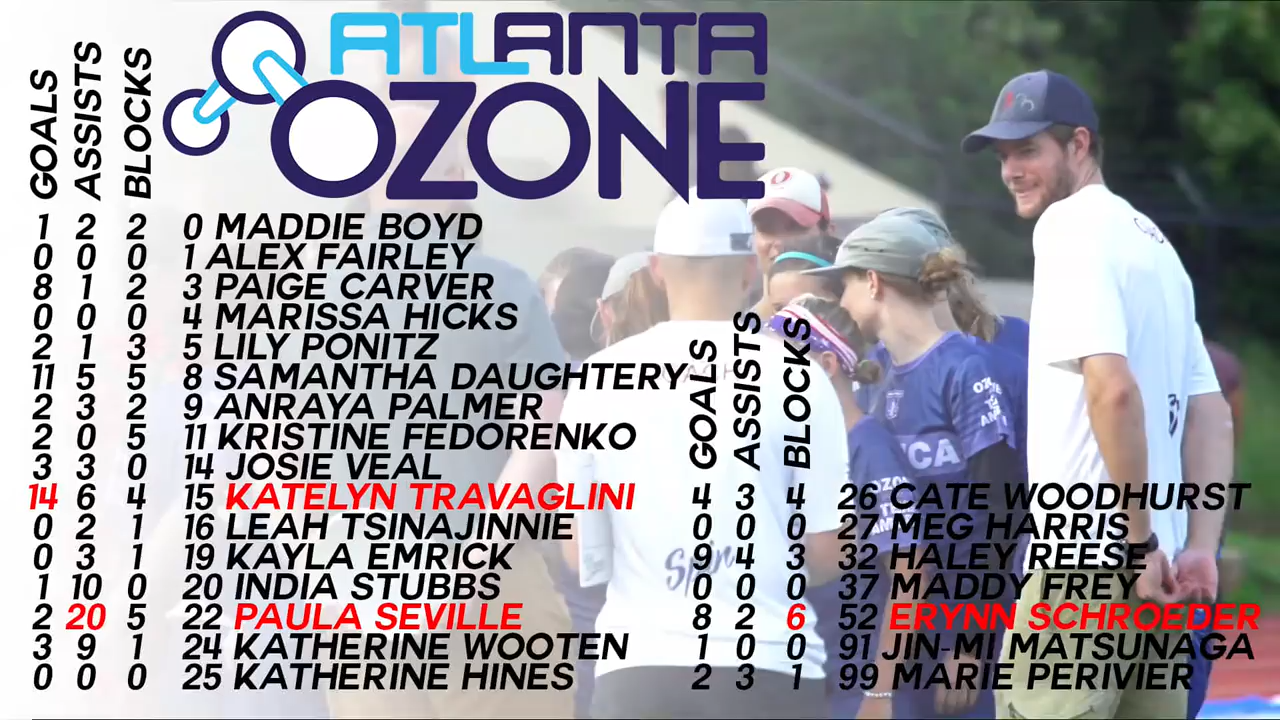 ATLANTA
OZONE
GOALS ASSISTS BLOCKS
1 2 2 0 MADDIE BOYD
0 0 0 1 ALEX FAIRLEY
8 1 2 3 PAIGE CARVER
0 0 0 4 MARISSA HICKS
2 1 3 5 LILY PONITZ
11 5 5 8 SAMANTHA DAUGHTERY
2 3 2 9 ANRAYA PALMER
2 0 5 11 KRISTINE FEDORENKO
3 3 0 14 JOSIE VEAL
14 6 4 15 KATELYN TRAVAGLINI
0 2 1 16 LEAH TSINAJINNIE
0 3 1 19 KAYLA EMRICK
1 10 0 20 INDIA STUBBS
2 20 5 22 PAULA SEVILLE
3 9 1 24 KATHERINE WOOTEN
0 0 0 25 KATHERINE HINES
GOALS ASSISTS BLOCKS
4 3 4 26 CATE WOODHURST
0 0 0 27 MEG HARRIS
9 4 3 32 HALEY REESE
0 0 0 37 MADDY FREY
8 2 6 52 ERYNN SCHROEDER
1 0 0 91 JIN-MI MATSUNAGA
2 3 1 99 MARIE PERIVIER